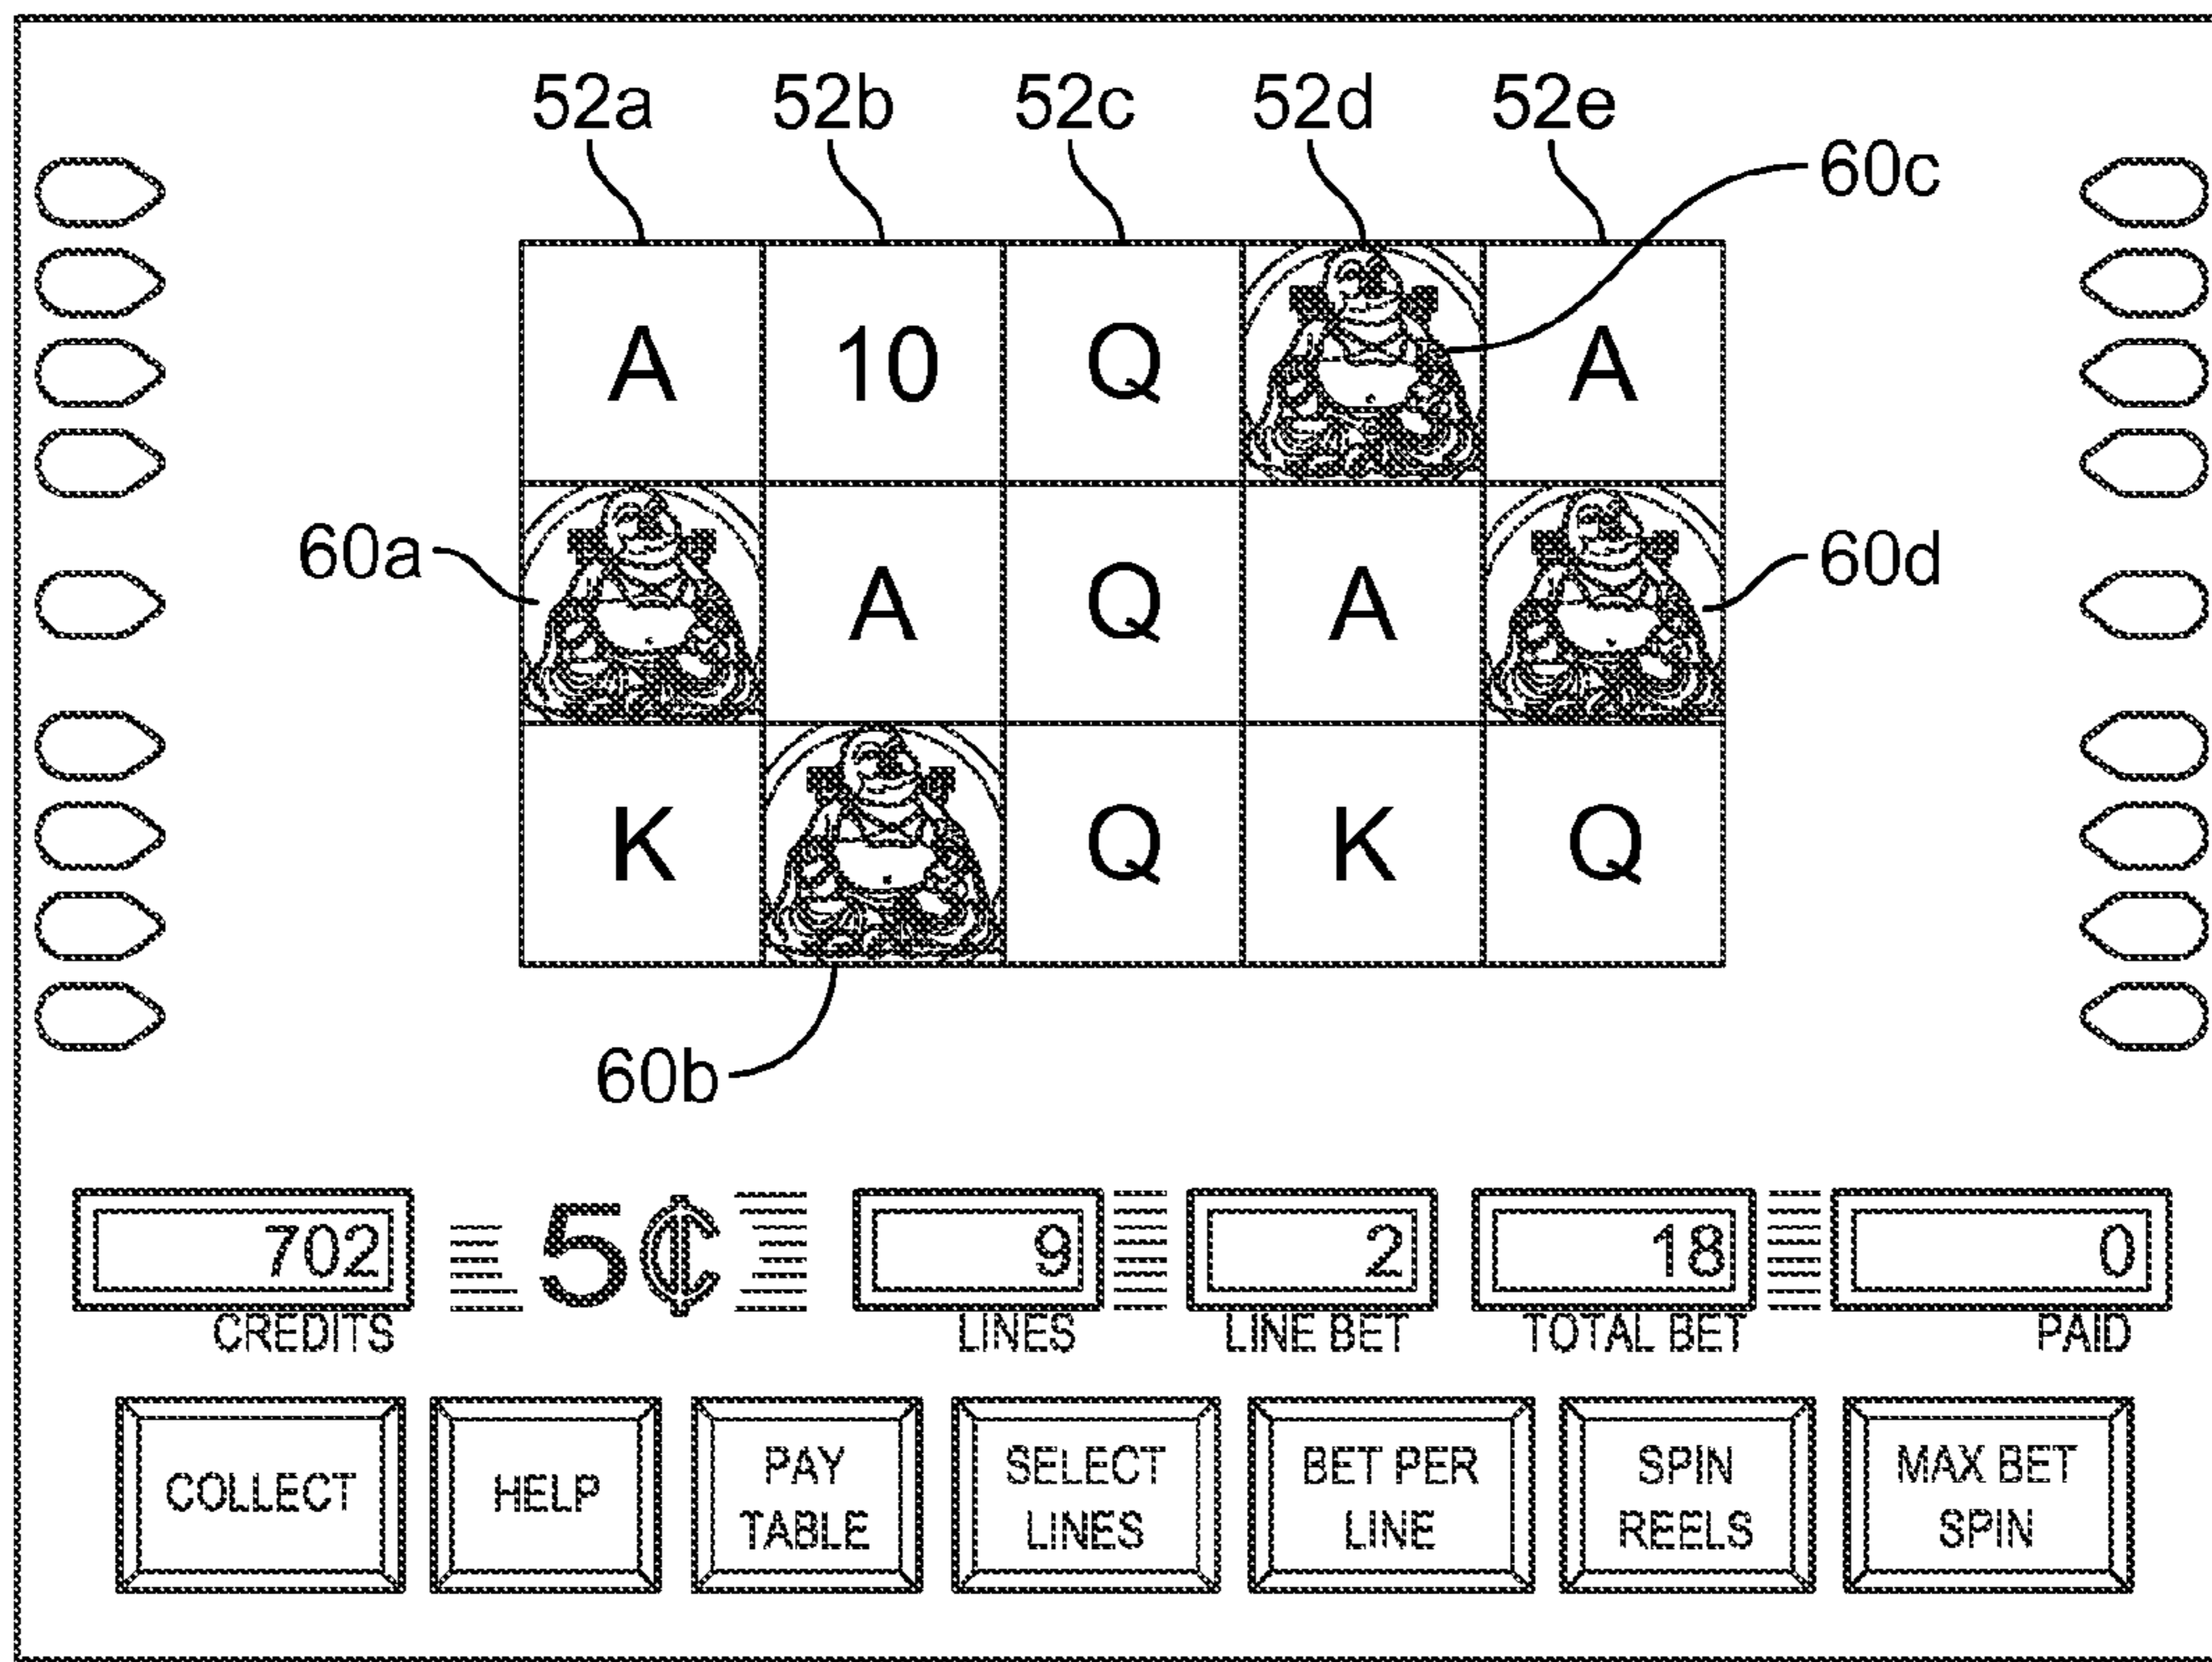 52a 52b 52c 52d 52e
60c
A 10 Q A
60a A Q A 60d
K Q K Q
60b
702 5¢ 9 2 18 0
CREDITS LINES LINE BET TOTAL BET PAID
COLLECT
HELP
PAY
TABLE
SELECT
LINES
BET PER
LINE
SPIN
REELS
MAX BET
SPIN